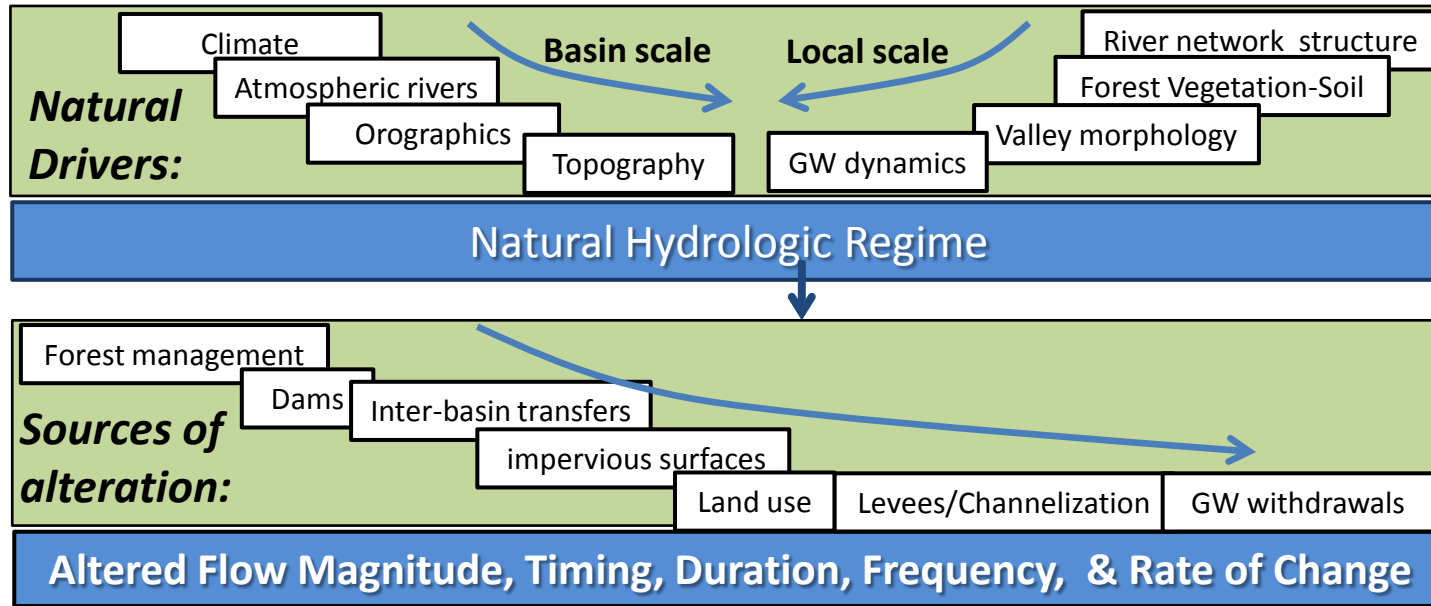 Climate
Atmospheric rivers
Orographics
Topography
Basin scale
Local scale
River network structure
Forest Vegetation-Soil
Valley morphology
GW dynamics
Natural
Drivers:
Natural Hydrologic Regime
Forest management
Dams
Inter-basin transfers
impervious surfaces
Land use
Levees/Channelization
GW withdrawals
Sources of
alteration:
Altered Flow Magnitude, Timing, Duration, Frequency, & Rate of Change